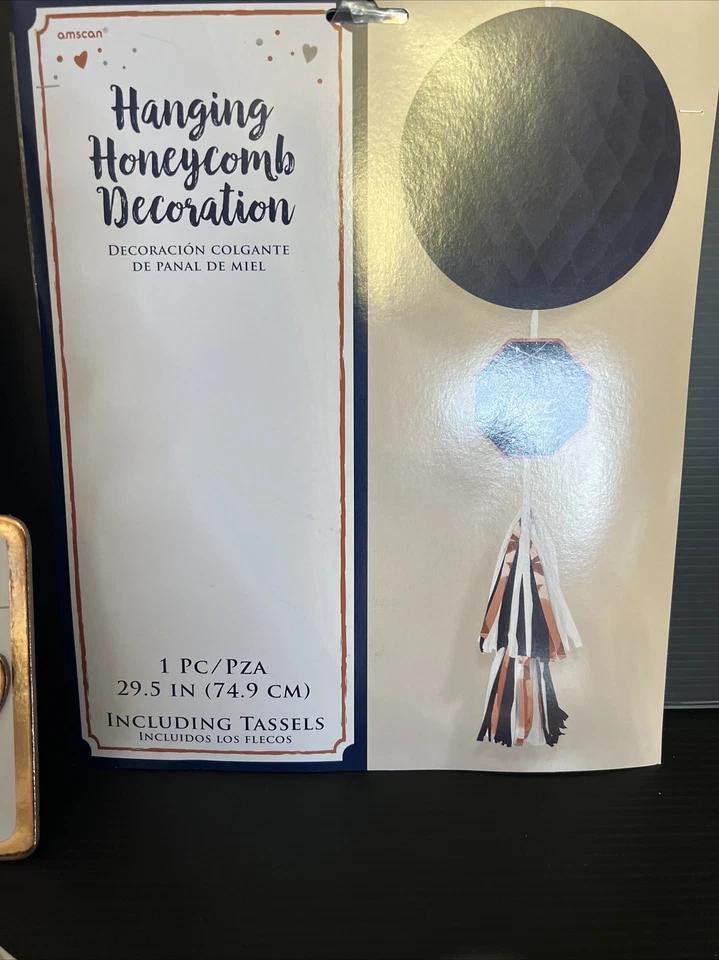 amscan®
Hanging
Honeycomb
Decoration
Decoración colgante
de panal de miel
1 Pc/Pza
29.5 in (74.9 cm)
Including Tassels
Incluidos los flecos